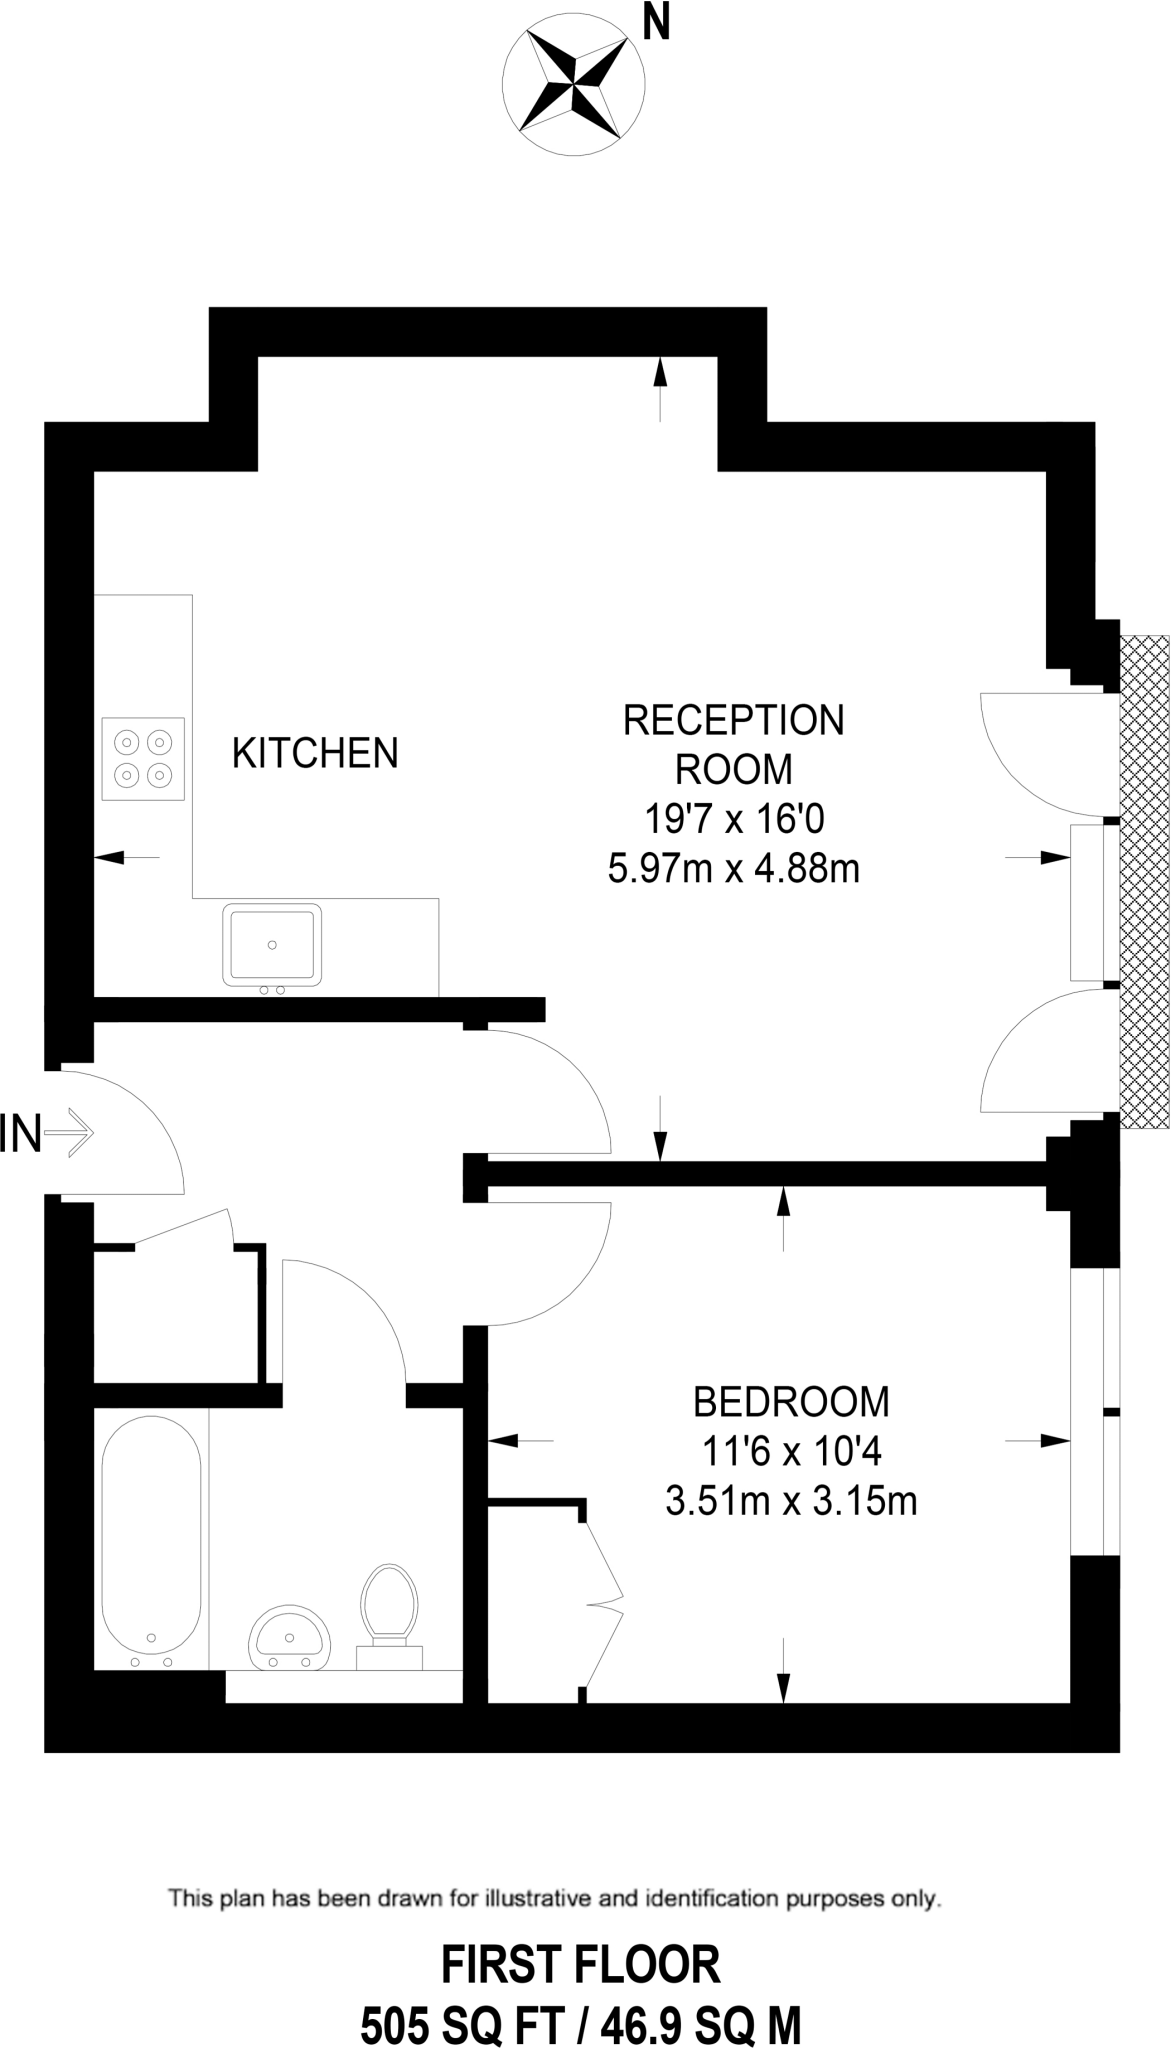 N
KITCHEN
RECEPTION
ROOM
19'7 x 16'0
5.97m x 4.88m
IN
BEDROOM
11'6 x 10'4
3.51m x 3.15m
This plan has been drawn for illustrative and identification purposes only.
FIRST FLOOR
505 SQ FT / 46.9 SQ M